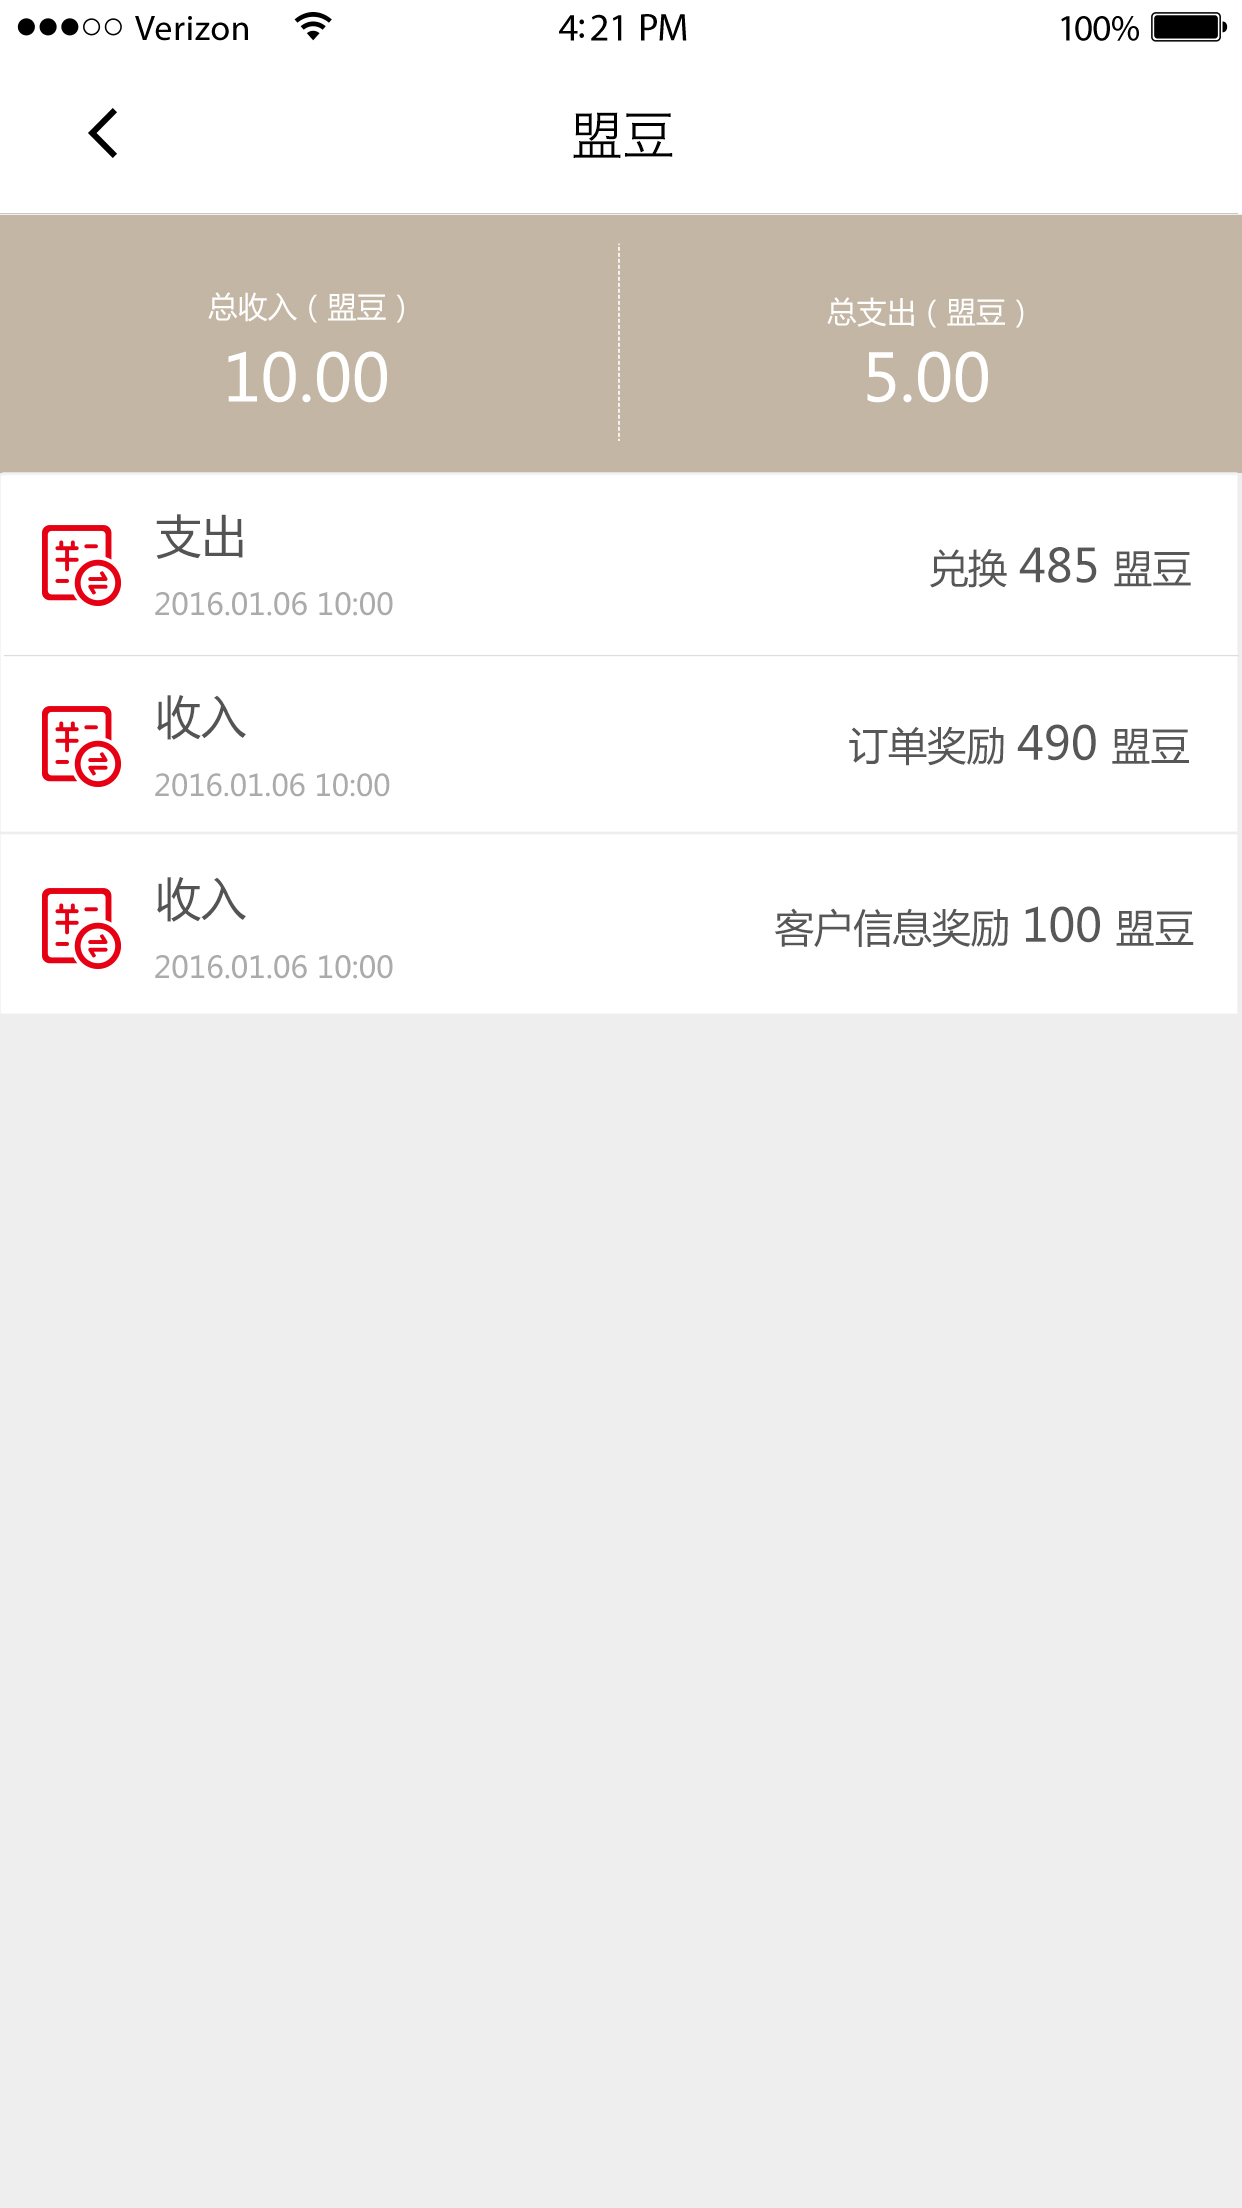 Verizon 4:21 PM 100%
盟豆
总收入（盟豆） 总支出（盟豆）
10.00 5.00
支出
兑换 485 盟豆
2016.01.06 10:00
收入
订单奖励 490 盟豆
2016.01.06 10:00
收入
客户信息奖励 100 盟豆
2016.01.06 10:00